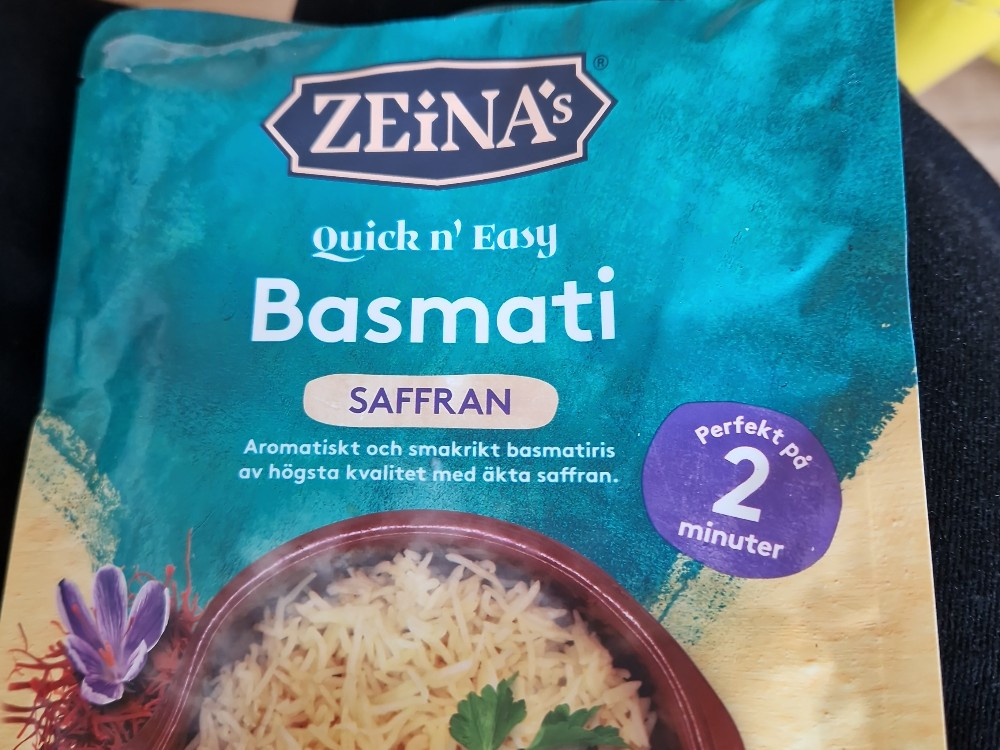 ZEiNA's®
Quick n' Easy
Basmati
SAFFRAN
Aromatiskt och smakrikt basmatiris
av högsta kvalitet med äkta saffran.
Perfekt på
2
minuter